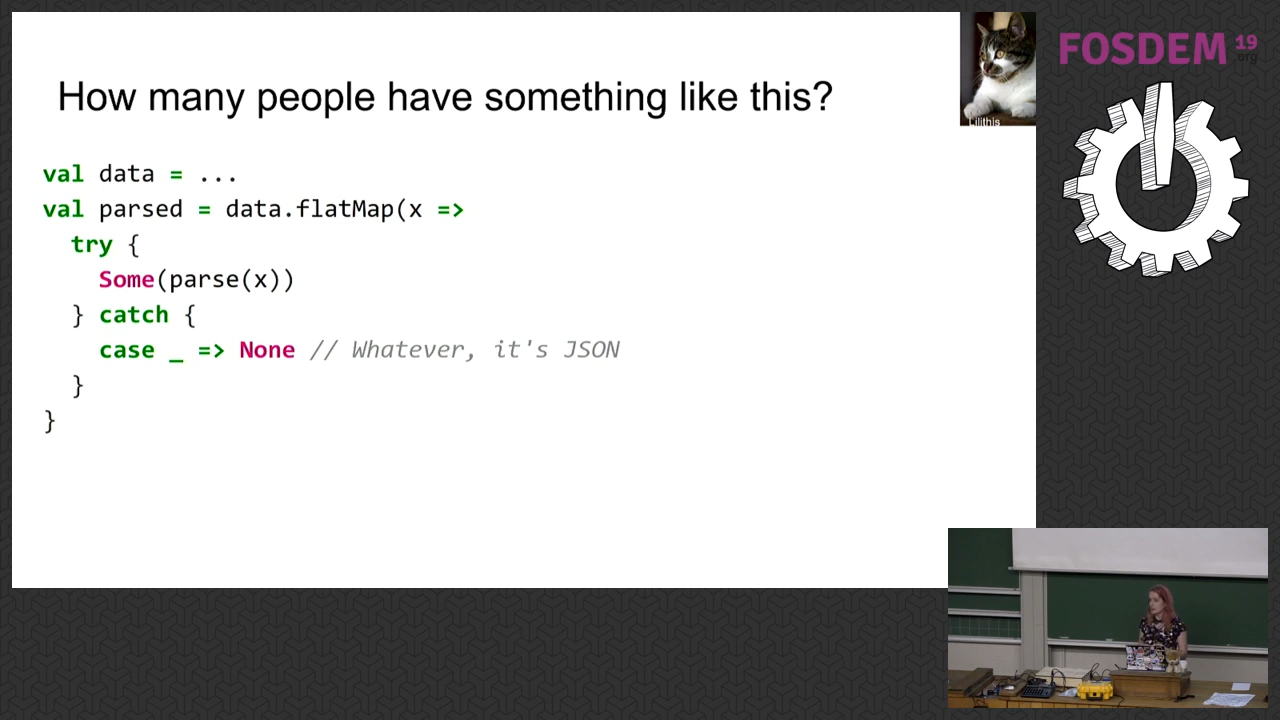 How many people have something like this?
Lilithis
FOSDEM 19
.org
val data = ...
val parsed = data.flatMap(x =>
  try {
    Some(parse(x))
  } catch {
    case _ => None // Whatever, it's JSON
  }
}